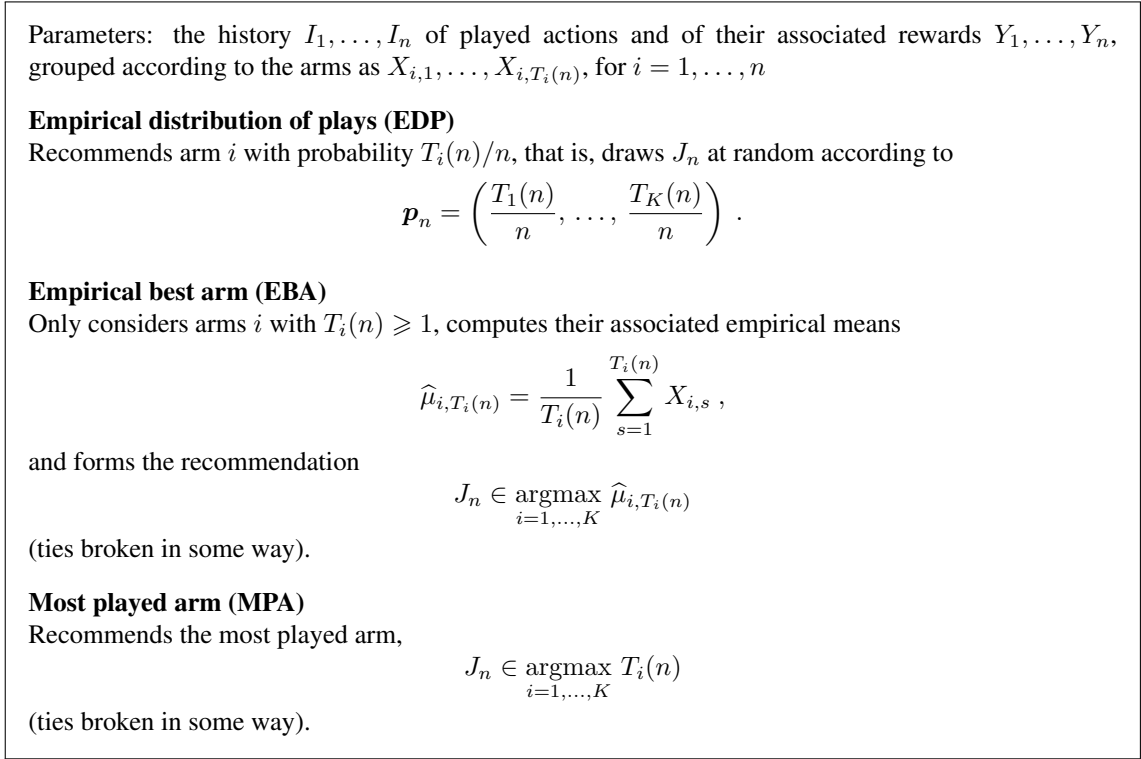 Parameters: the history I_1, . . . , I_n of played actions and of their associated rewards Y_1, . . . , Y_n,
grouped according to the arms as X_{i,1}, . . . , X_{i,T_i(n)}, for i = 1, . . . , n
Empirical distribution of plays (EDP)
Recommends arm i with probability T_i(n)/n, that is, draws J_n at random according to
p_n = ( T_1(n)/n , . . . , T_K(n)/n ) .
Empirical best arm (EBA)
Only considers arms i with T_i(n) ⩾ 1, computes their associated empirical means
μ̂_{i,T_i(n)} = 1/T_i(n) ∑_{s=1}^{T_i(n)} X_{i,s} ,
and forms the recommendation
J_n ∈ argmax_{i=1,...,K} μ̂_{i,T_i(n)}
(ties broken in some way).
Most played arm (MPA)
Recommends the most played arm,
J_n ∈ argmax_{i=1,...,K} T_i(n)
(ties broken in some way).